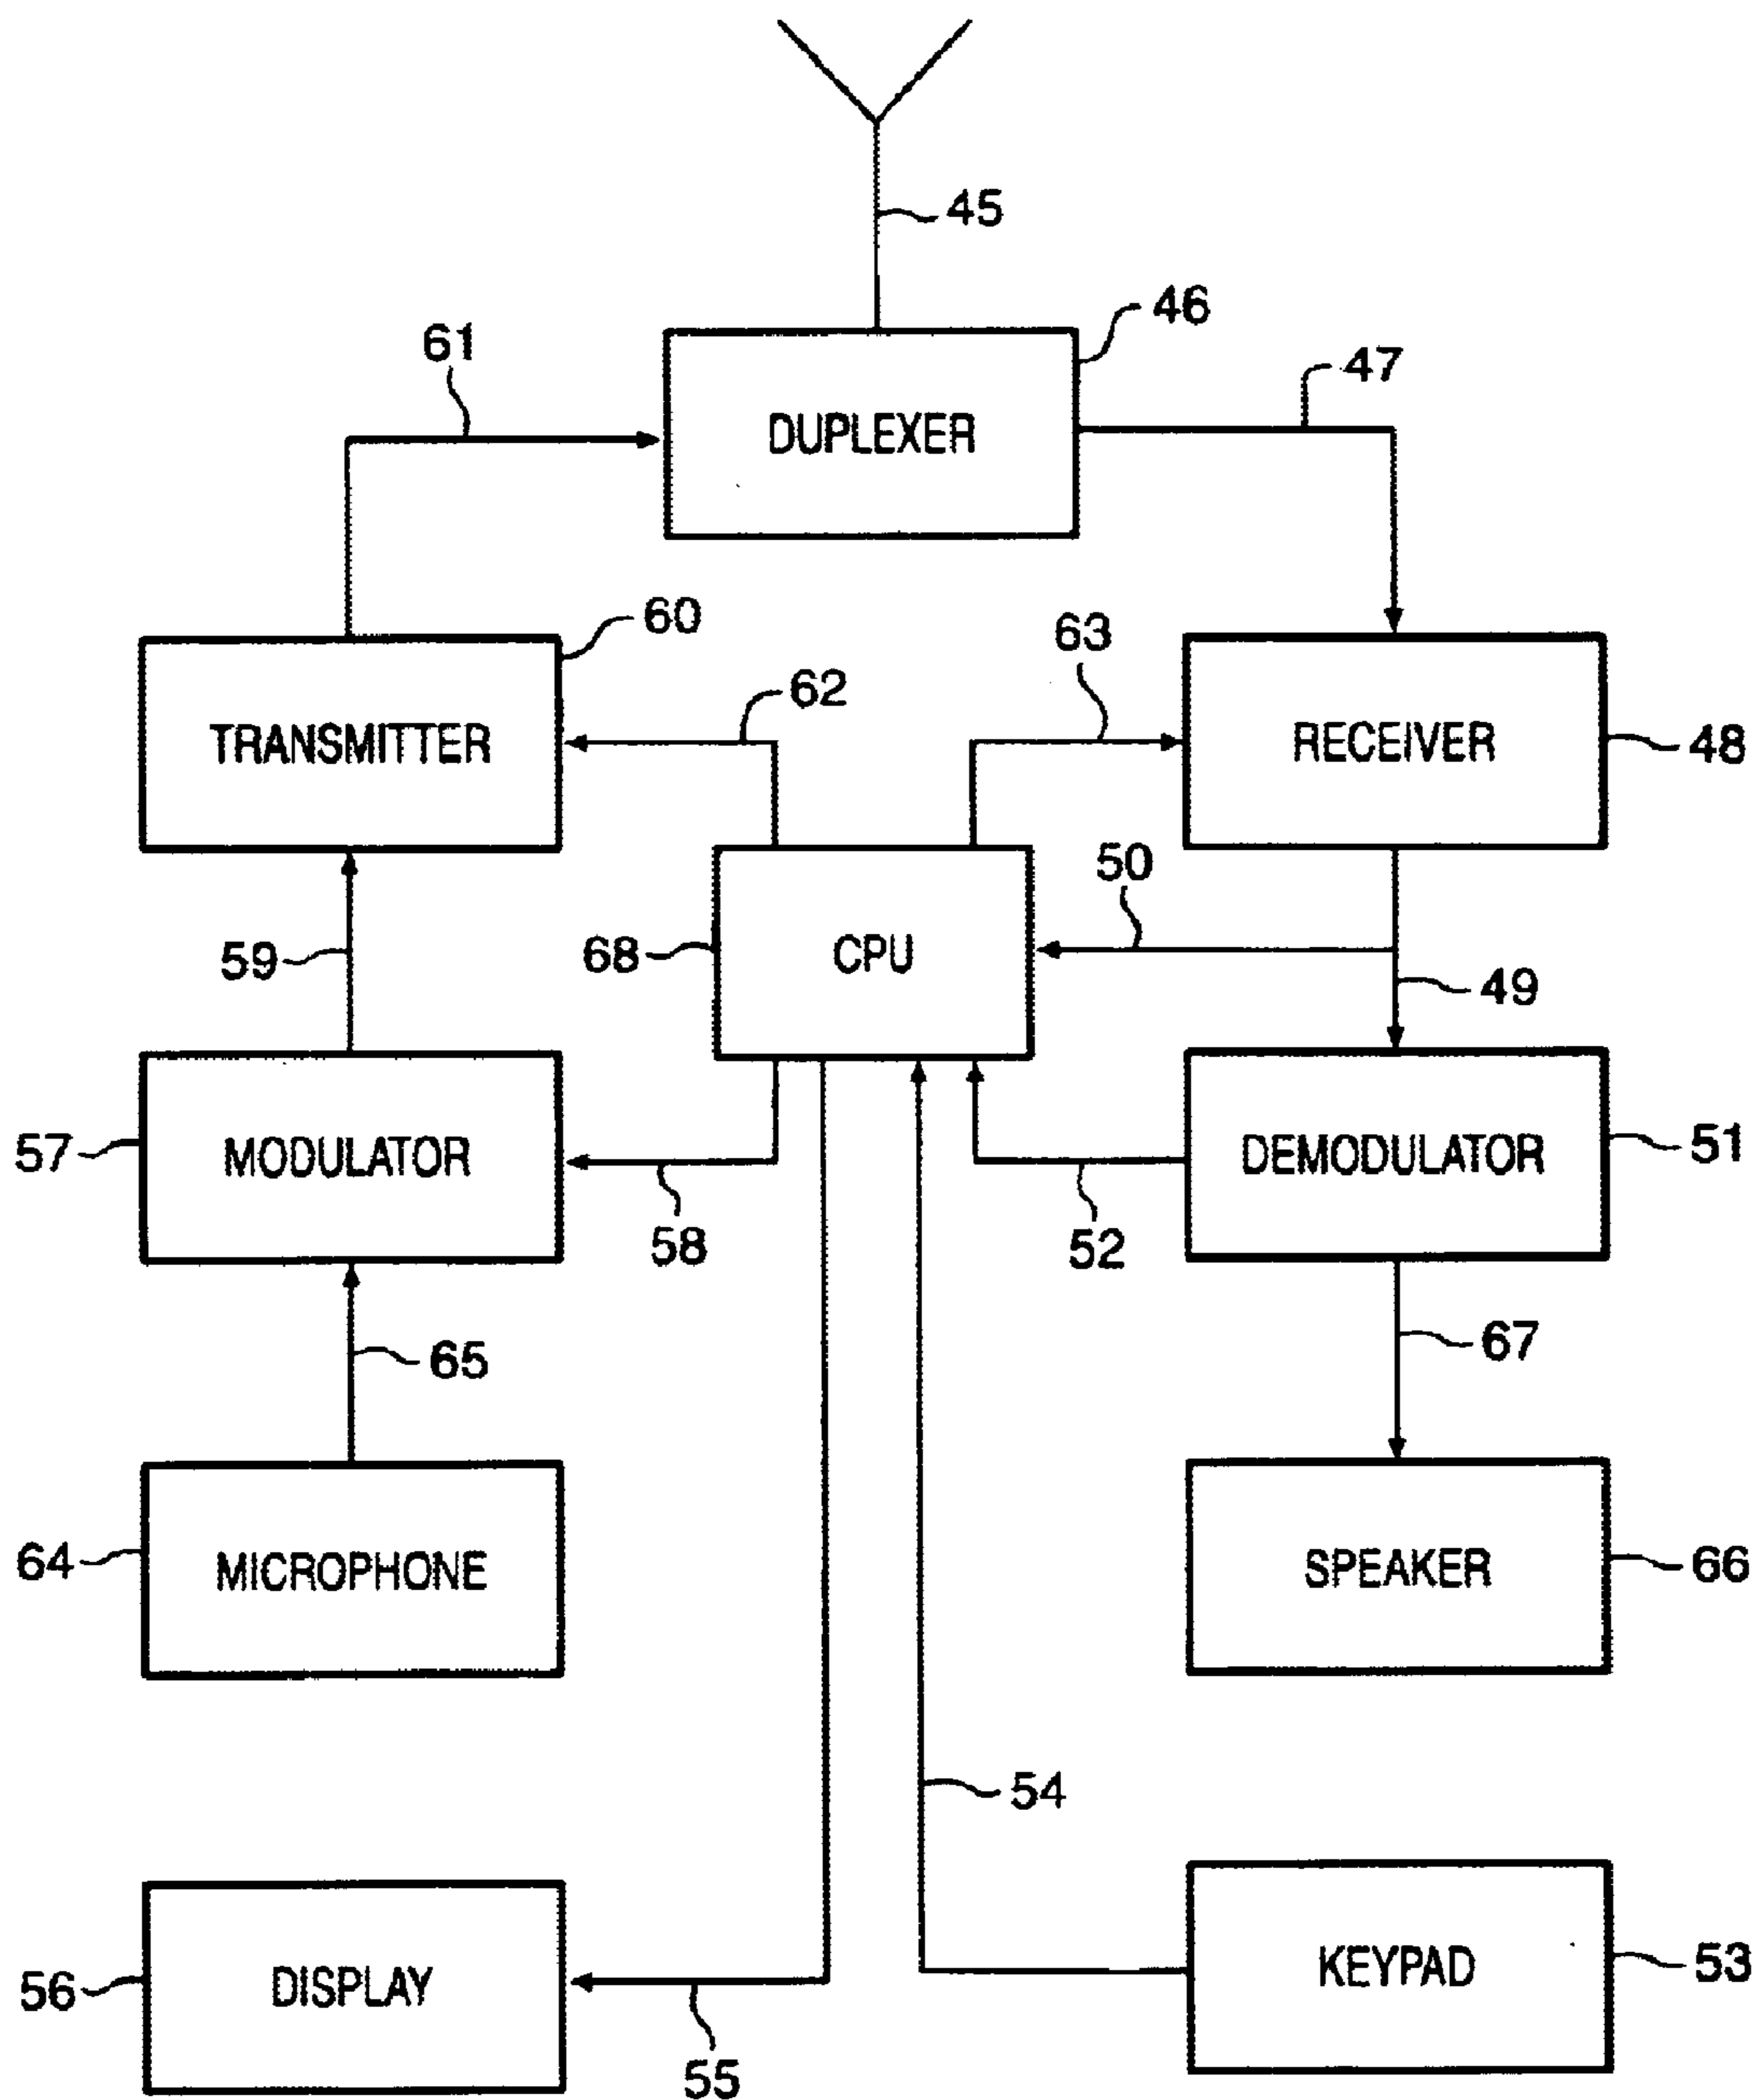 45
46
61
47
DUPLEXER
60
63
62
TRANSMITTER
RECEIVER
48
50
68
CPU
59
49
57
MODULATOR
DEMODULATOR
51
58
52
65
67
64
MICROPHONE
SPEAKER
66
54
56
DISPLAY
KEYPAD
53
55